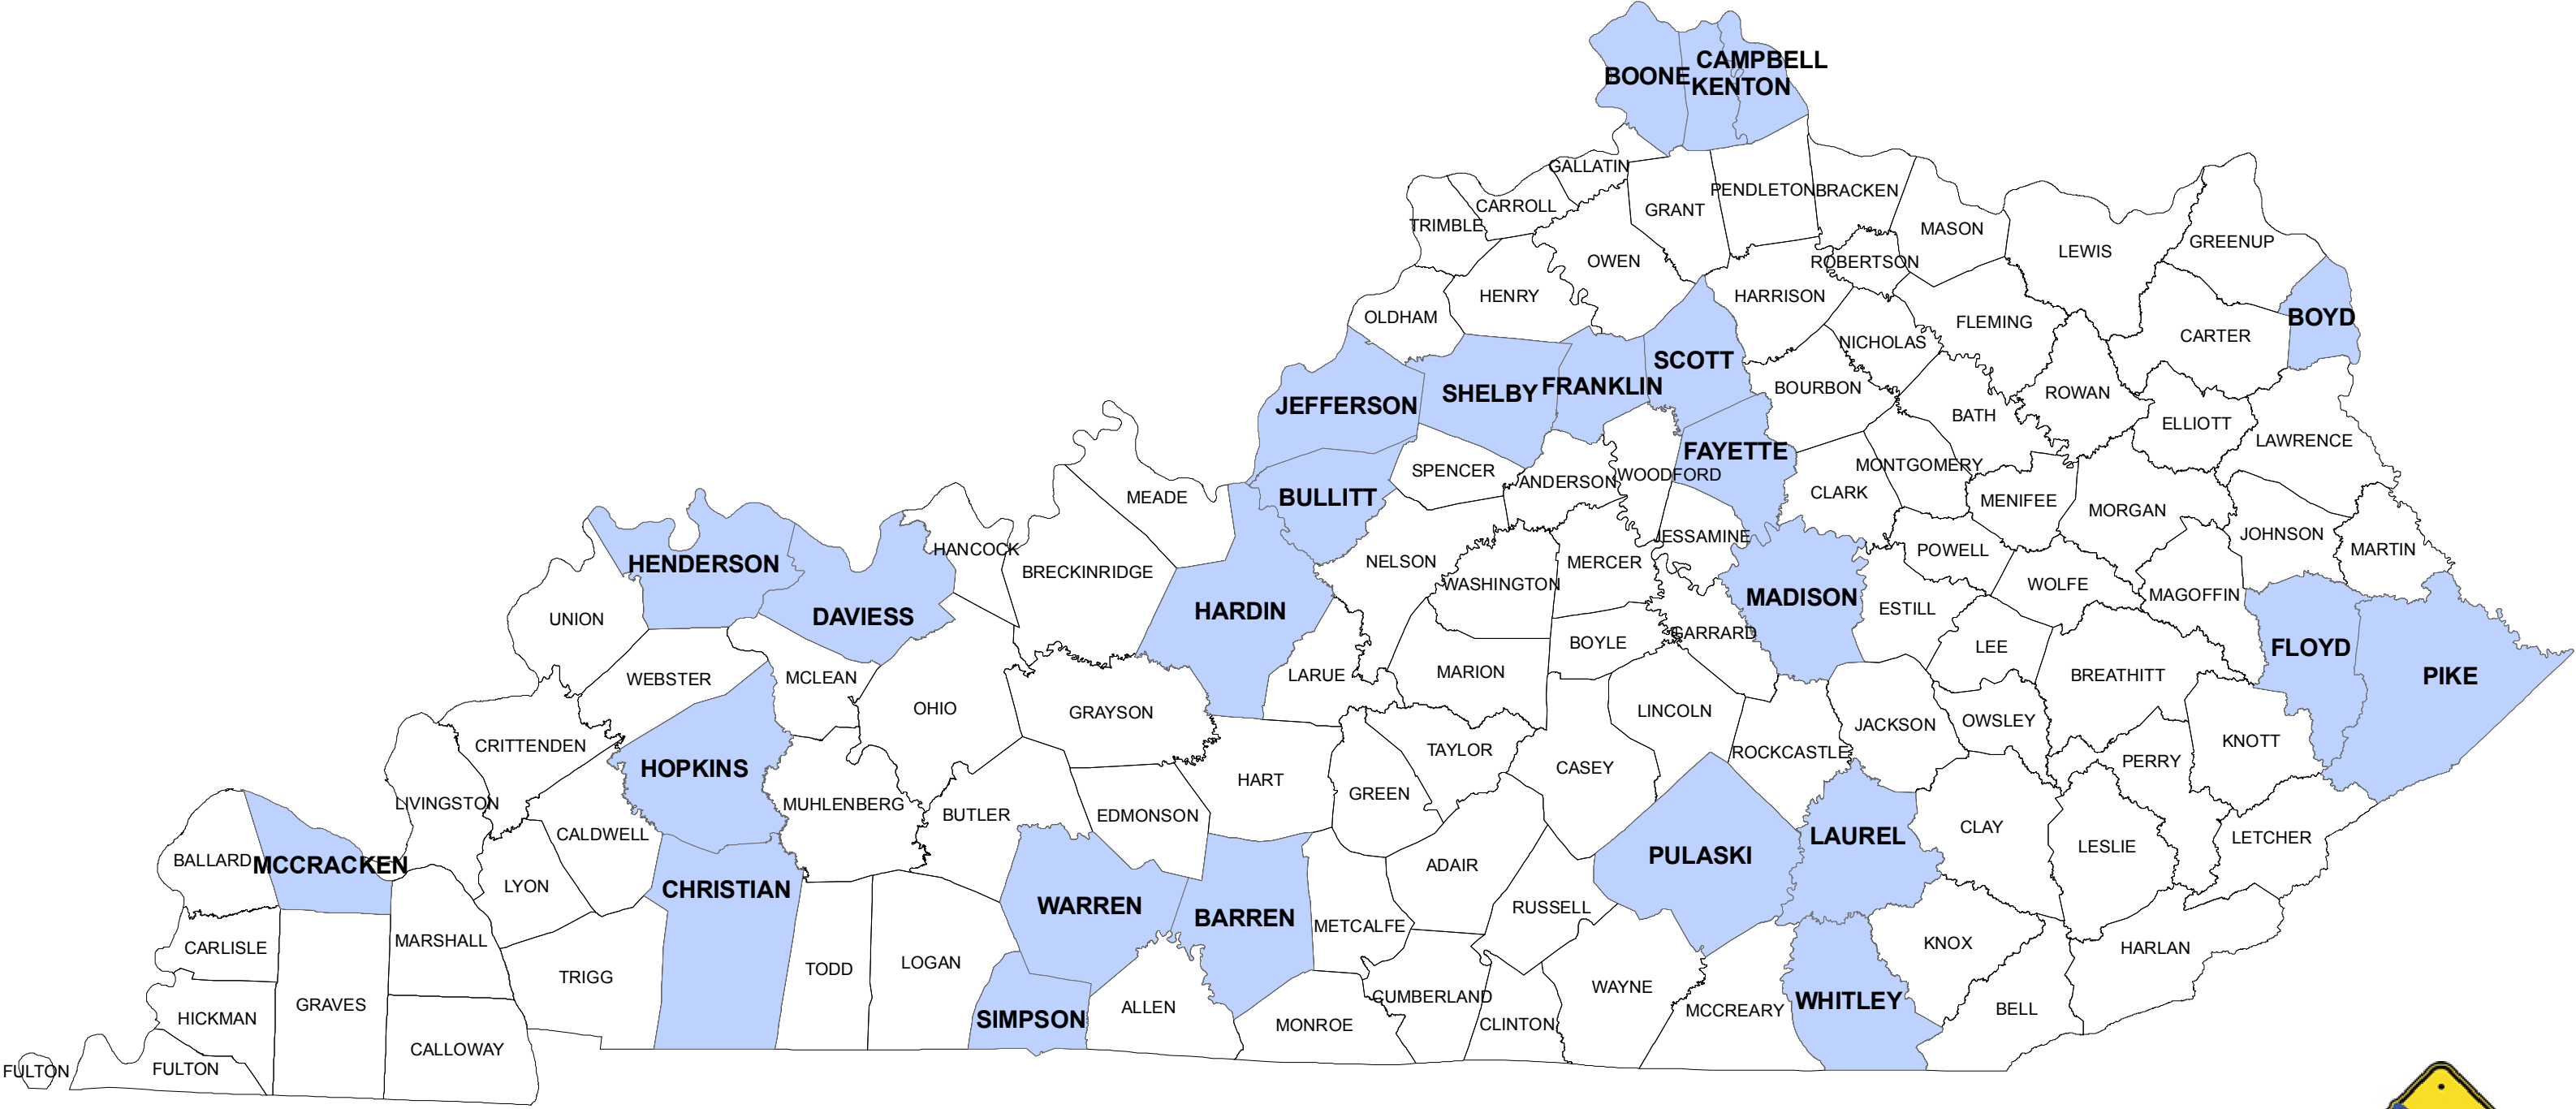 CAMPBELL
BOONE
KENTON
GALLATIN
PENDLETON
BRACKEN
CARROLL
GRANT
TRIMBLE
MASON
GREENUP
LEWIS
OWEN
ROBERTSON
HENRY
HARRISON
OLDHAM
BOYD
FLEMING
CARTER
NICHOLAS
SCOTT
SHELBY
FRANKLIN
BOURBON
ROWAN
JEFFERSON
BATH
ELLIOTT
LAWRENCE
FAYETTE
MONTGOMERY
SPENCER
WOODFORD
ANDERSON
CLARK
MEADE
BULLITT
MENIFEE
MORGAN
JOHNSON
JESSAMINE
HANCOCK
POWELL
MARTIN
NELSON
MERCER
HENDERSON
BRECKINRIDGE
WASHINGTON
WOLFE
MAGOFFIN
MADISON
ESTILL
HARDIN
DAVIESS
UNION
GARRARD
BOYLE
LEE
FLOYD
MARION
LARUE
BREATHITT
PIKE
WEBSTER
MCLEAN
OHIO
GRAYSON
LINCOLN
JACKSON
OWSLEY
KNOTT
CRITTENDEN
TAYLOR
ROCKCASTLE
PERRY
HOPKINS
CASEY
HART
GREEN
LIVINGSTON
MUHLENBERG
BUTLER
EDMONSON
CLAY
CALDWELL
LAUREL
LETCHER
LESLIE
PULASKI
BALLARD
MCCRACKEN
ADAIR
LYON
CHRISTIAN
WARREN
RUSSELL
BARREN
METCALFE
MARSHALL
KNOX
CARLISLE
HARLAN
LOGAN
TODD
TRIGG
WAYNE
CUMBERLAND
WHITLEY
GRAVES
ALLEN
BELL
MCCREARY
HICKMAN
SIMPSON
MONROE
CLINTON
CALLOWAY
FULTON
FULTON